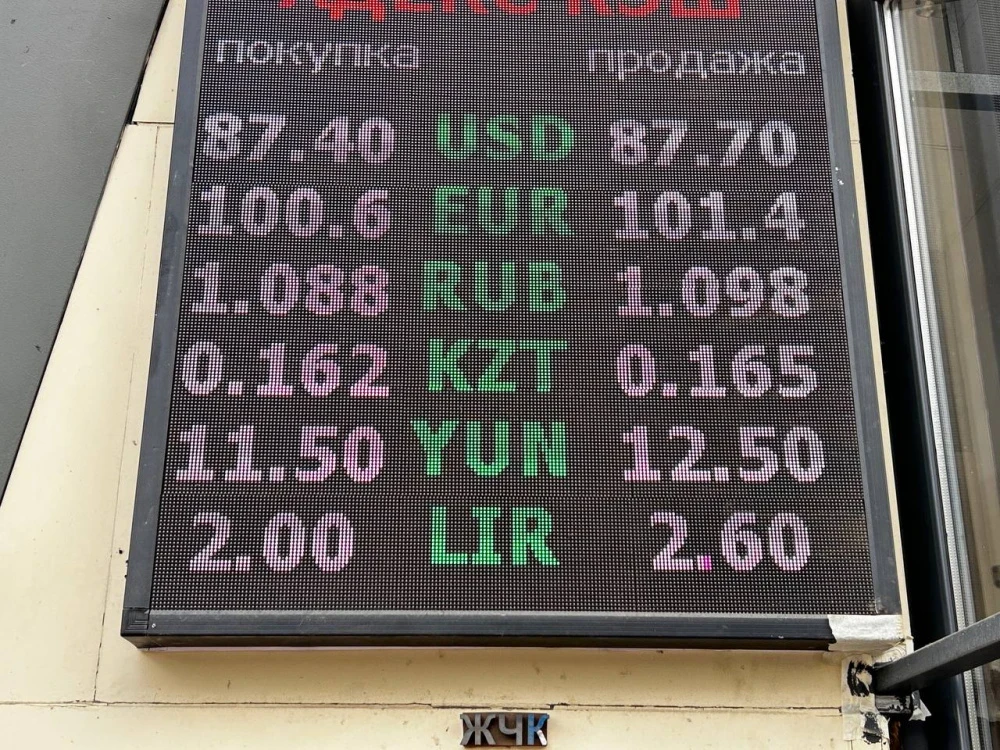 КЭШ
покупка продажа
87.40 USD 87.70
100.6 EUR 101.4
1.088 RUB 1.098
0.162 KZT 0.165
11.50 YUN 12.50
2.00 LIR 2.60
ЖЧК